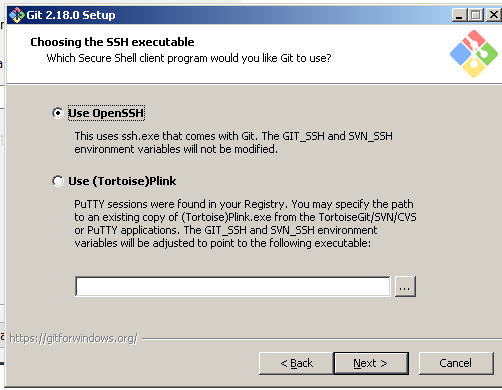 Git 2.18.0 Setup
Choosing the SSH executable
Which Secure Shell client program would you like Git to use?
Use OpenSSH
This uses ssh.exe that comes with Git. The GIT_SSH and SVN_SSH
environment variables will not be modified.
Use (Tortoise)Plink
PuTTY sessions were found in your Registry. You may specify the path
to an existing copy of (Tortoise)Plink.exe from the TortoiseGit/SVN/CVS
or PuTTY applications. The GIT_SSH and SVN_SSH environment
variables will be adjusted to point to the following executable:
...
https://gitforwindows.org/
< Back
Next >
Cancel